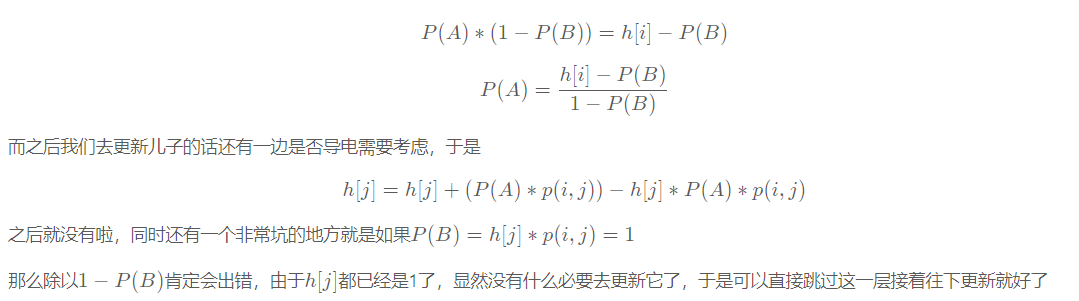 P(A) ∗ (1 − P(B)) = h[i] − P(B)
P(A) = \frac{h[i] − P(B)}{1 − P(B)}
而之后我们去更新儿子的话还有一边是否导电需要考虑，于是
h[j] = h[j] + (P(A) ∗ p(i, j)) − h[j] ∗ P(A) ∗ p(i, j)
之后就没有啦，同时还有一个非常坑的地方就是如果P(B) = h[j] ∗ p(i, j) = 1
那么除以1 − P(B)肯定会出错，由于h[j]都已经是1了，显然没有什么必要去更新它了，于是可以直接跳过这一层接着往下更新就好了